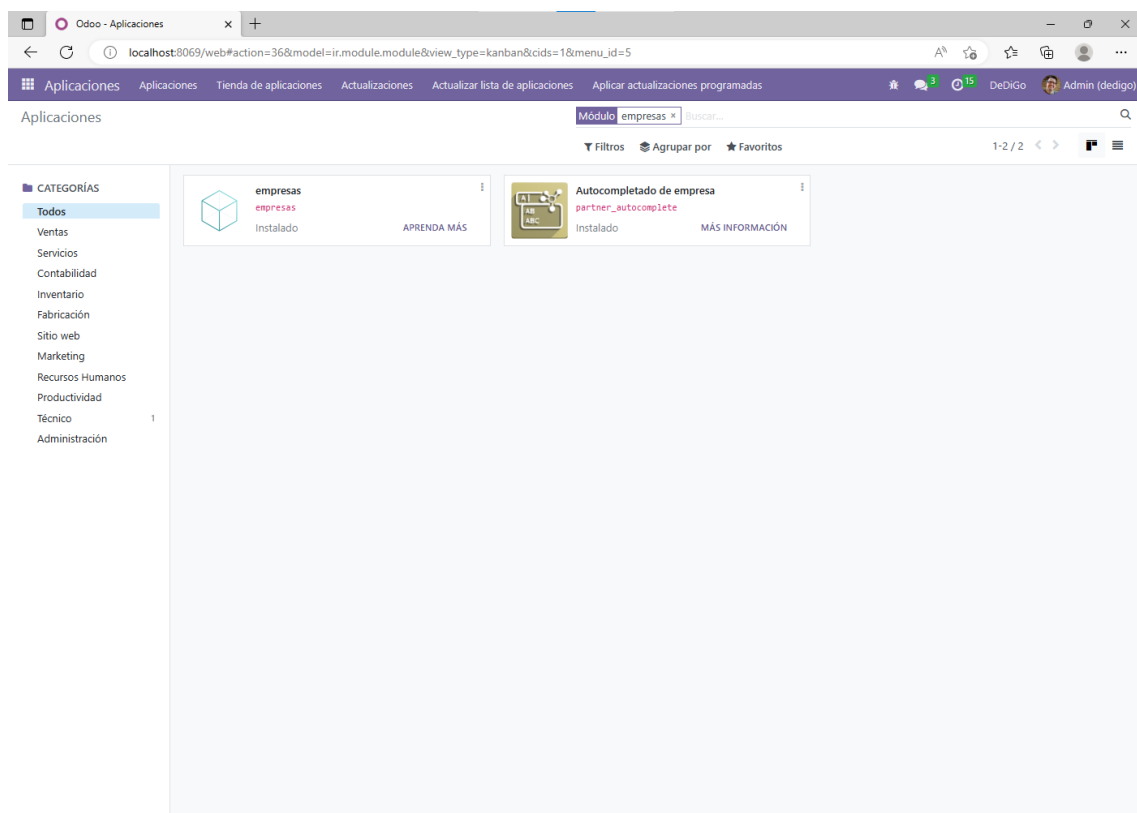 Odoo - Aplicaciones
localhost:8069/web#action=36&model=ir.module.module&view_type=kanban&cids=1&menu_id=5
Aplicaciones Aplicaciones Tienda de aplicaciones Actualizaciones Actualizar lista de aplicaciones Aplicar actualizaciones programadas 3 15 DeDiGo Admin (dedigo)
Aplicaciones
Módulo empresas × Buscar...
Filtros Agrupar por Favoritos 1-2 / 2
CATEGORÍAS
Todos
Ventas
Servicios
Contabilidad
Inventario
Fabricación
Sitio web
Marketing
Recursos Humanos
Productividad
Técnico 1
Administración
empresas
empresas
Instalado APRENDA MÁS
AI
AB
ABC
Autocompletado de empresa
partner_autocomplete
Instalado MÁS INFORMACIÓN